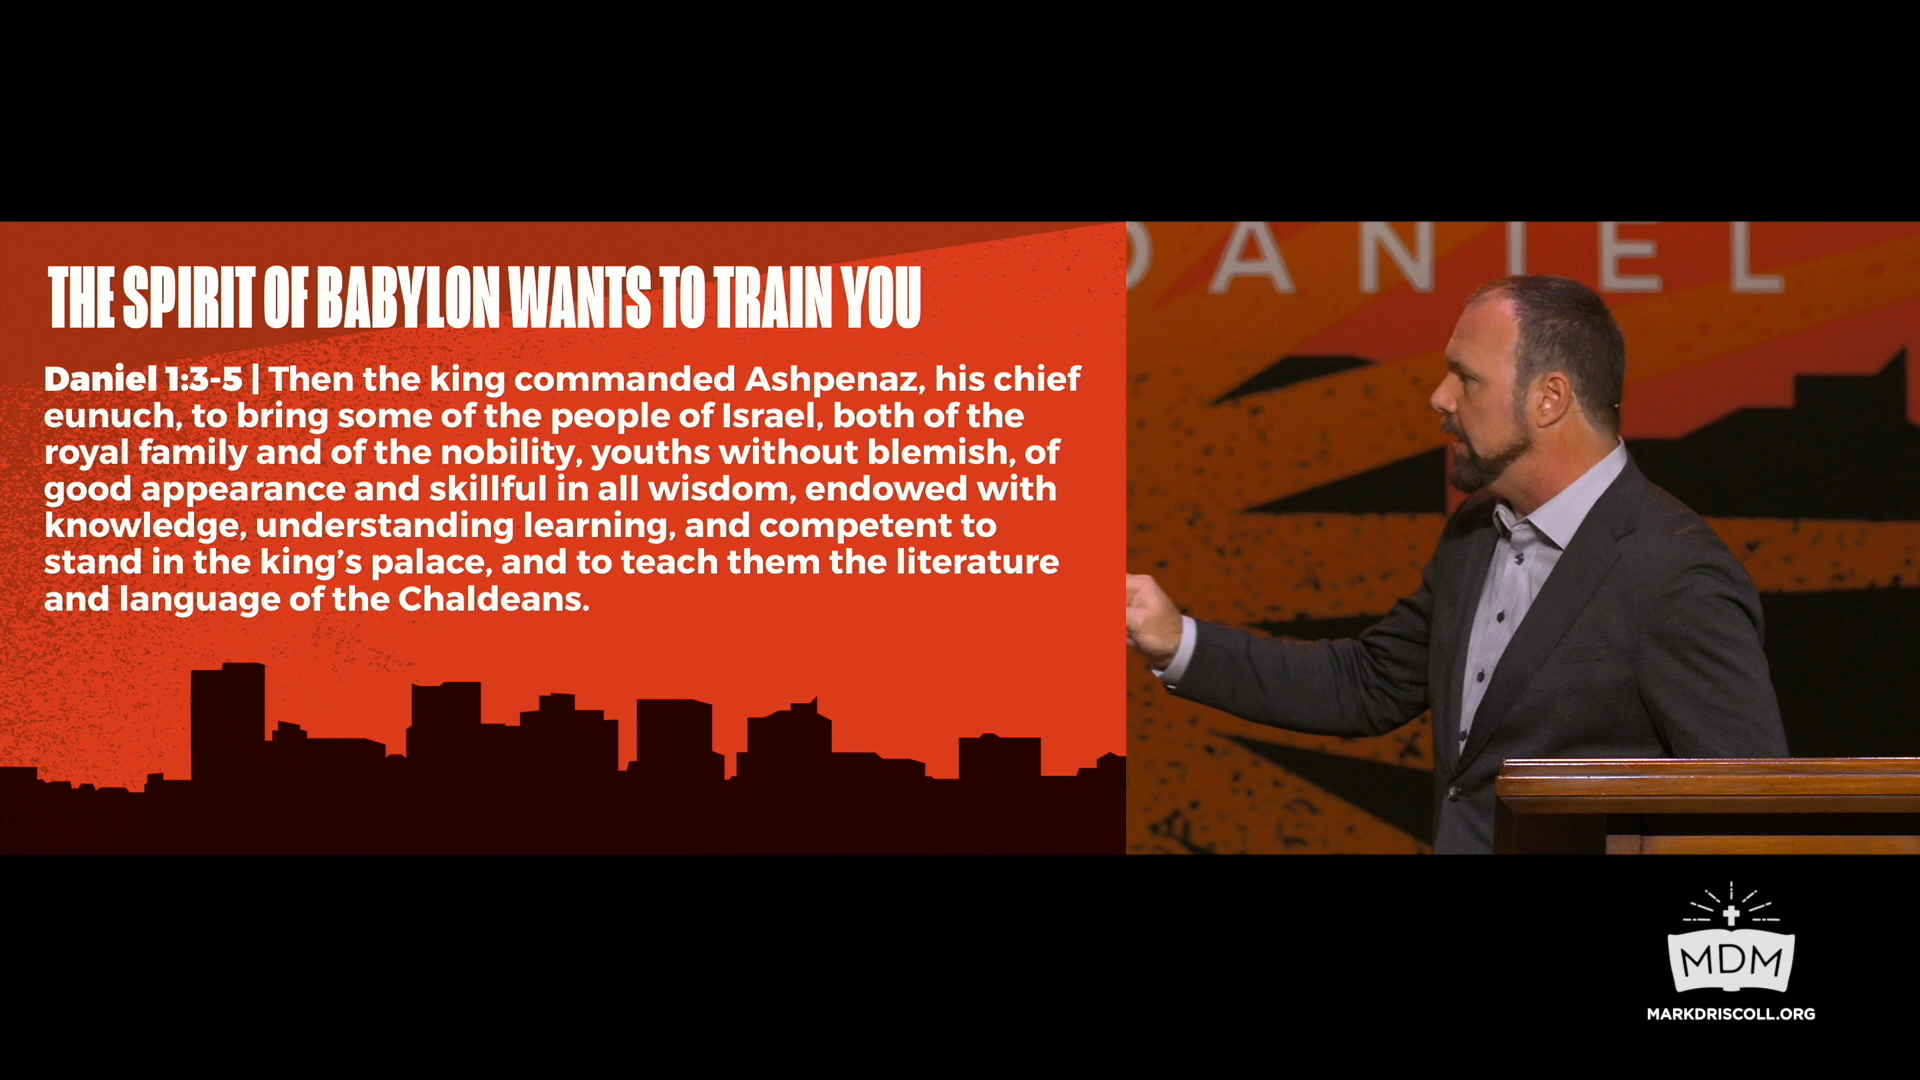 THE SPIRIT OF BABYLON WANTS TO TRAIN YOU
Daniel 1:3-5 | Then the king commanded Ashpenaz, his chief
eunuch, to bring some of the people of Israel, both of the
royal family and of the nobility, youths without blemish, of
good appearance and skillful in all wisdom, endowed with
knowledge, understanding learning, and competent to
stand in the king’s palace, and to teach them the literature
and language of the Chaldeans.
DANIEL
MDM
MARKDRISCOLL.ORG